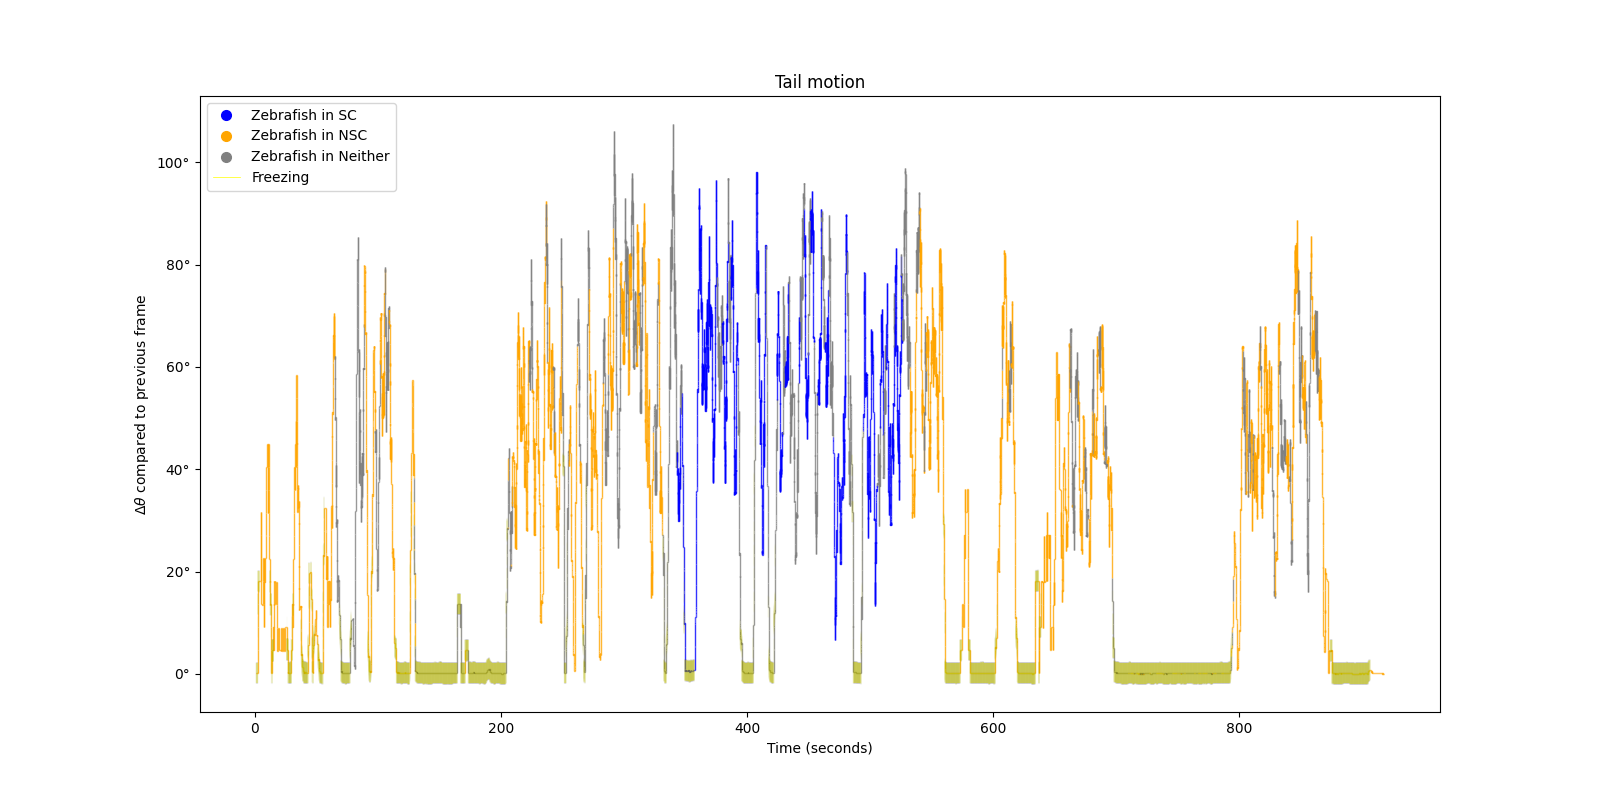 Tail motion
Zebrafish in SC
Zebrafish in NSC
Zebrafish in Neither
Freezing
100°
80°
60°
40°
20°
0°
Δθ compared to previous frame
0 200 400 600 800
Time (seconds)